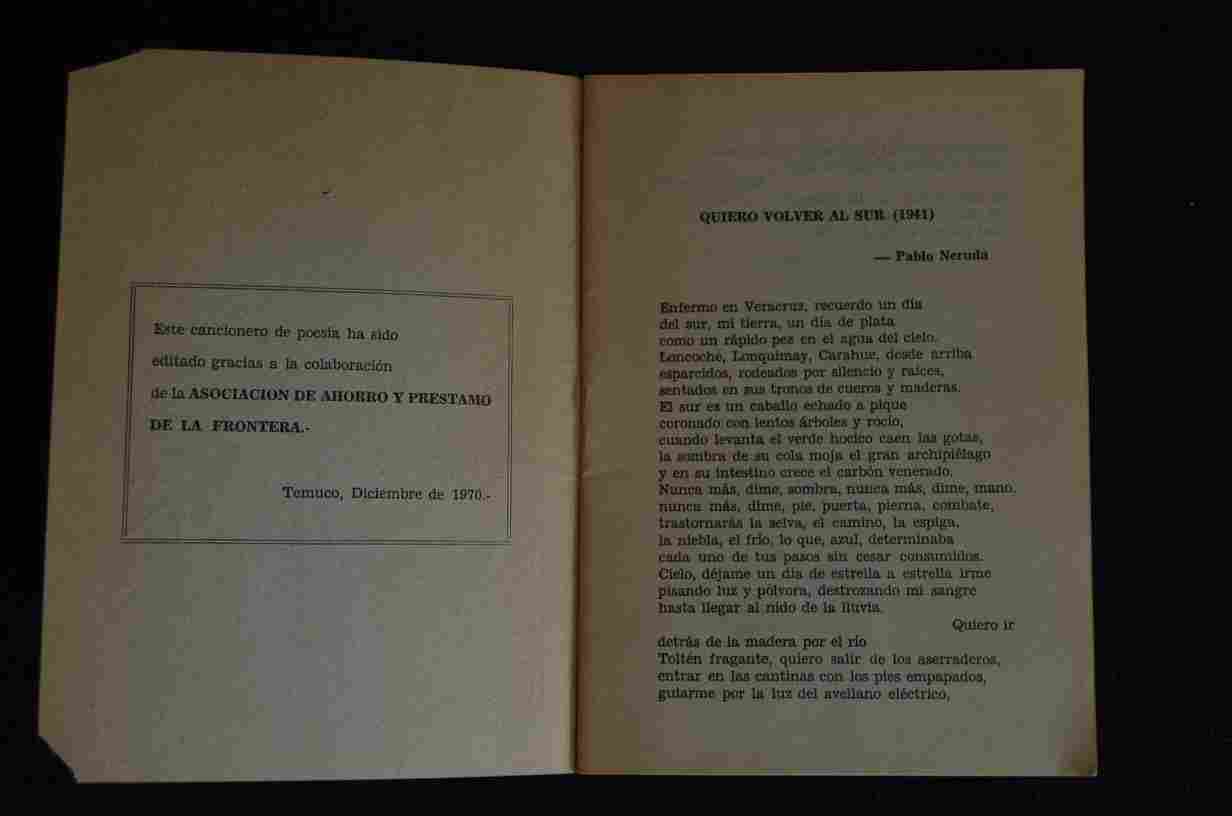 Este cancionero de poesía ha sido
editado gracias a la colaboración
de la ASOCIACION DE AHORRO Y PRESTAMO
DE LA FRONTERA.-
Temuco, Diciembre de 1970.-
QUIERO VOLVER AL SUR (1941)
— Pablo Neruda
Enfermo en Veracruz, recuerdo un día
del sur, mi tierra, un día de plata
como un rápido pez en el agua del cielo.
Loncoche, Lonquimay, Carahue, desde arriba
esparcidos, rodeados por silencio y raíces,
sentados en sus tronos de cueros y maderas.
El sur es un caballo echado a pique
coronado con lentos árboles y rocío,
cuando levanta el verde hocico caen las gotas,
la sombra de su cola moja el gran archipiélago
y en su intestino crece el carbón venerado.
Nunca más, dime, sombra, nunca más, dime, mano,
nunca más, dime, pie, puerta, pierna, combate,
trastornarás la selva, el camino, la espiga,
la niebla, el frío, lo que, azul, determinaba
cada uno de tus pasos sin cesar consumidos.
Cielo, déjame un día de estrella a estrella irme
pisando luz y pólvora, destrozando mi sangre
hasta llegar al nido de la lluvia.
Quiero ir
detrás de la madera por el río
Toltén fragante, quiero salir de los aserraderos,
entrar en las cantinas con los pies empapados,
guiarme por la luz del avellano eléctrico,